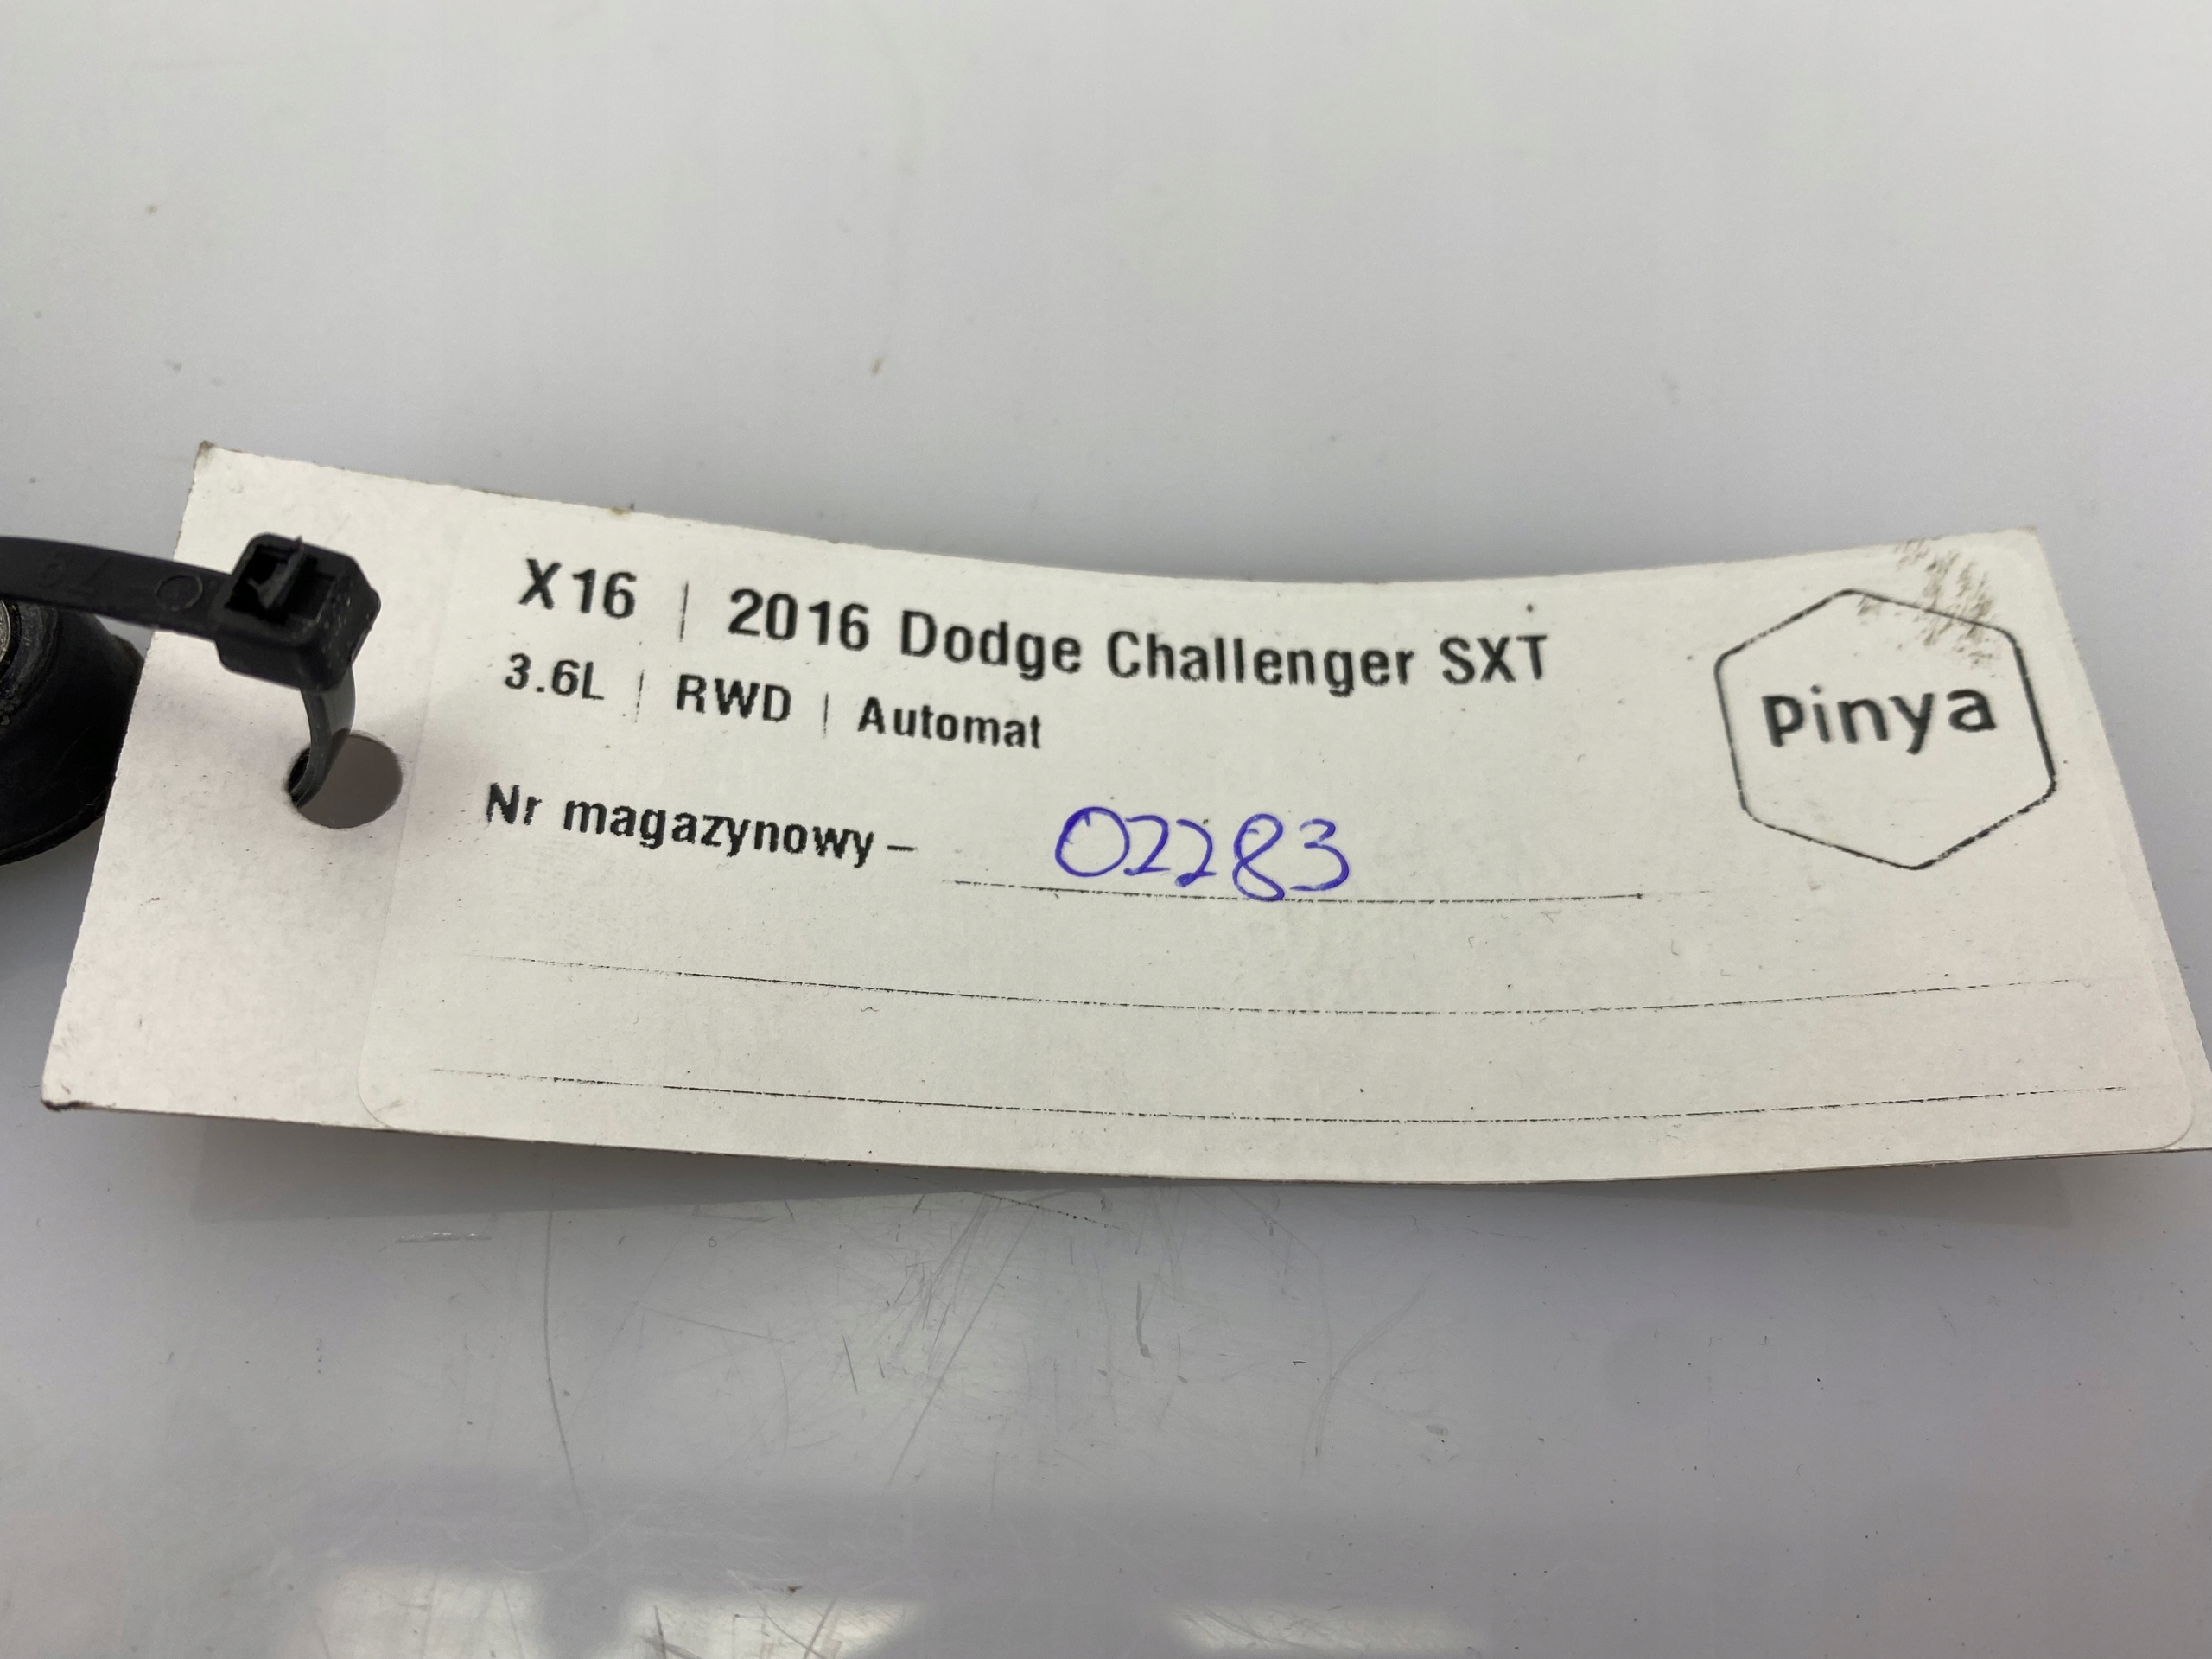 X16 | 2016 Dodge Challenger SXT
3.6L | RWD | Automat
Nr magazynowy – 02283
pinya